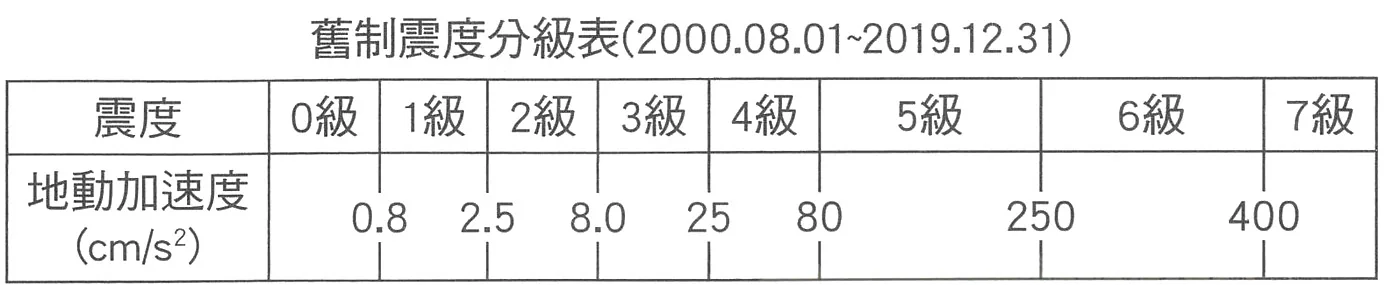 舊制震度分級表(2000.08.01~2019.12.31)
震度 0級 1級 2級 3級 4級 5級 6級 7級
地動加速度
(cm/s²)
0.8 2.5 8.0 25 80 250 400